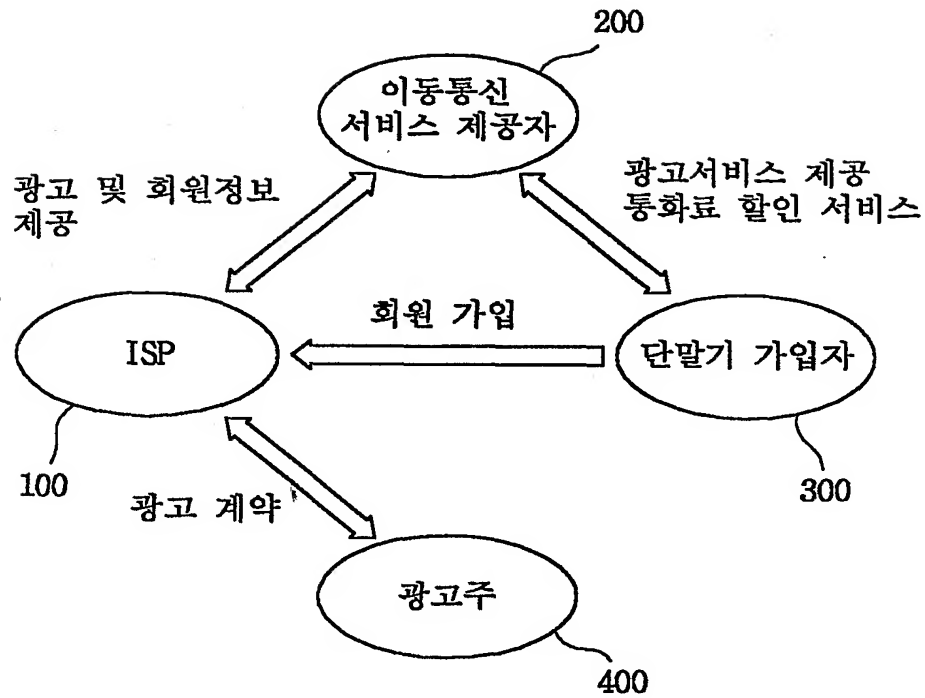 200
이동통신
서비스 제공자
광고 및 회원정보
제공
광고서비스 제공
통화료 할인 서비스
회원 가입
ISP
단말기 가입자
100
300
광고 계약
광고주
400